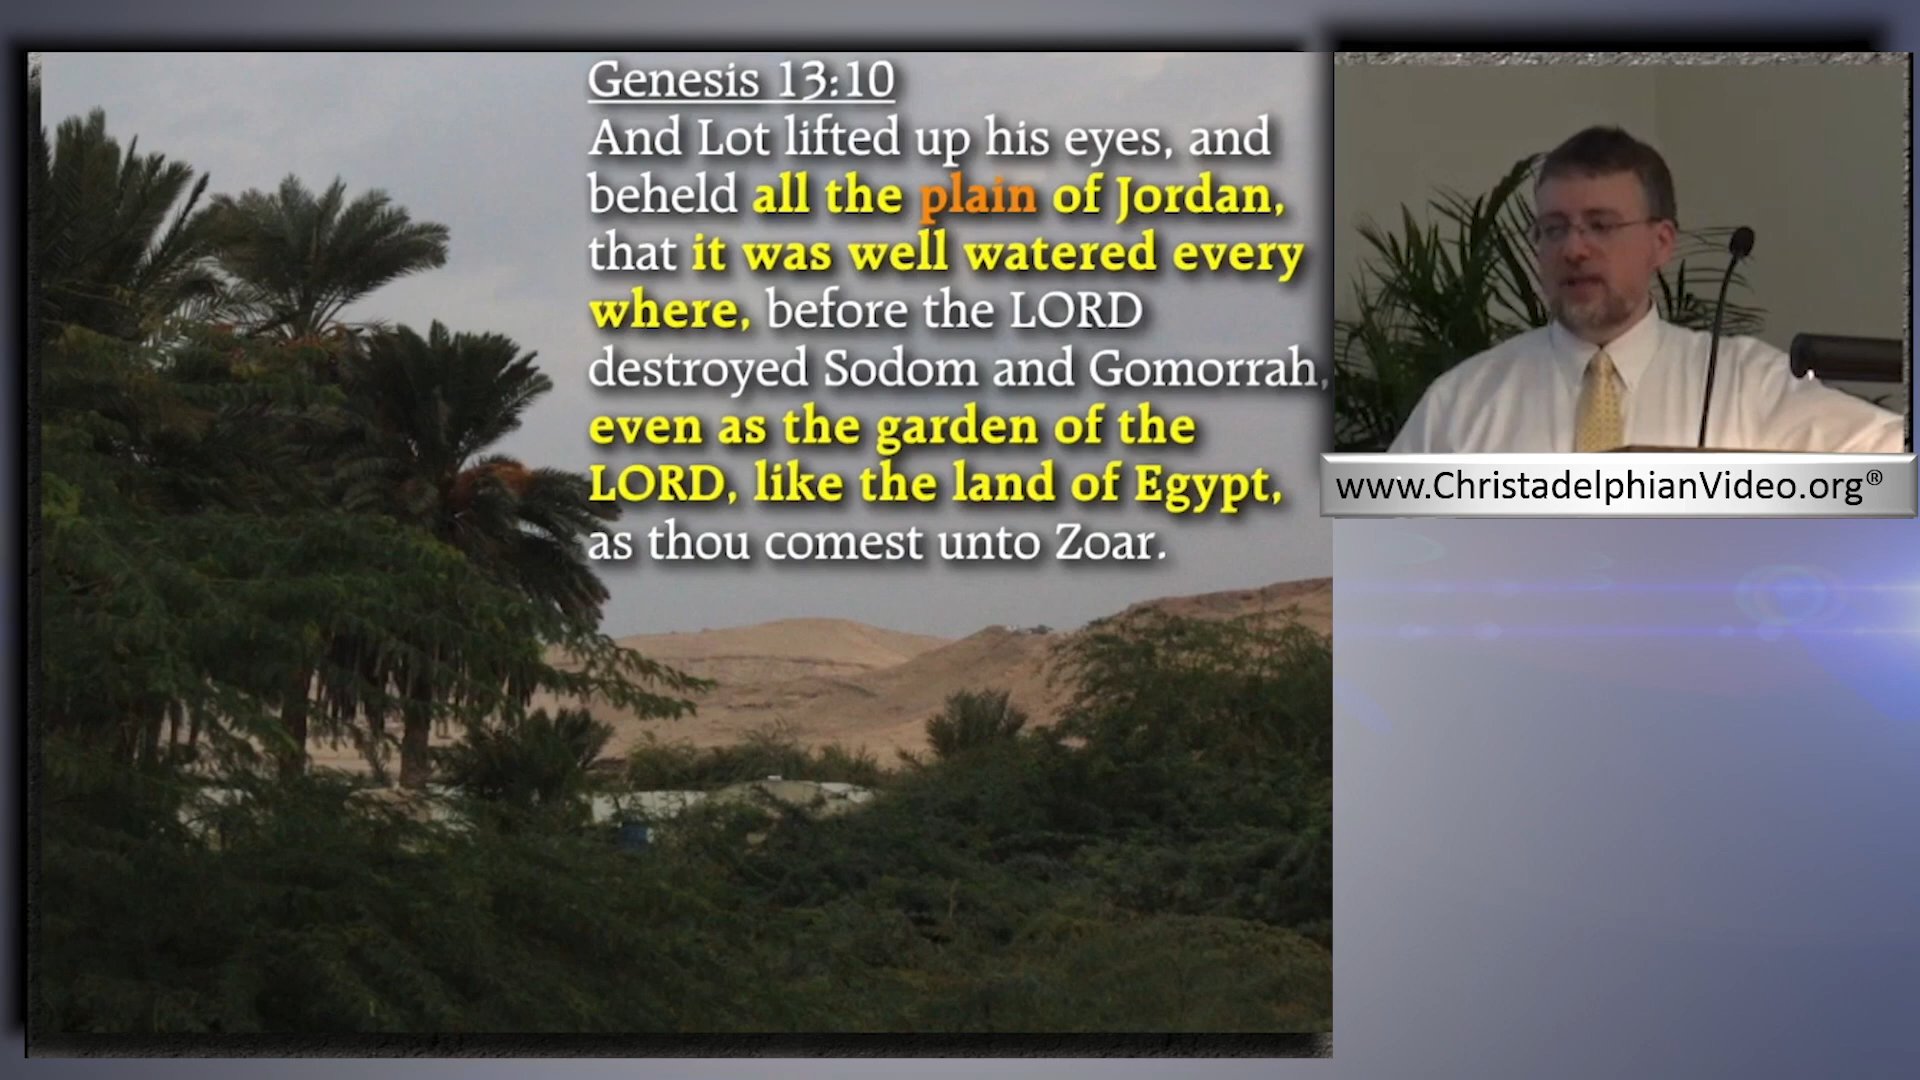 Genesis 13:10
And Lot lifted up his eyes, and
beheld all the plain of Jordan,
that it was well watered every
where, before the LORD
destroyed Sodom and Gomorrah,
even as the garden of the
LORD, like the land of Egypt,
as thou comest unto Zoar.
www.ChristadelphianVideo.org®